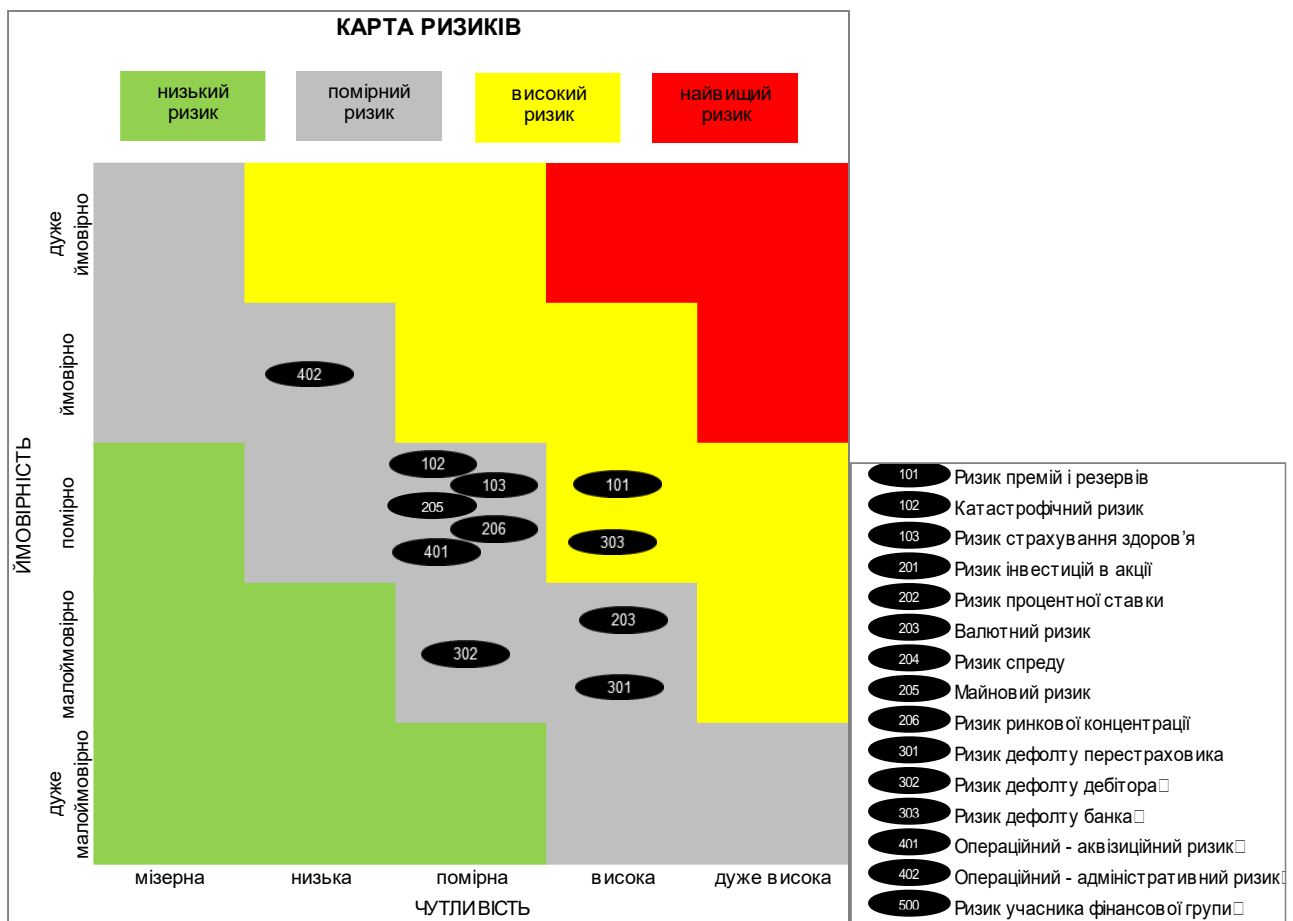 КАРТА РИЗИКІВ
низький
ризик
помірний
ризик
високий
ризик
найвищий
ризик
ЙМОВІРНІСТЬ
дуже
ймовірно
ймовірно
402
помірно
102
103
101
205
206
401
303
малоймовірно
203
302
301
дуже
малоймовірно
мізерна
низька
помірна
висока
дуже висока
ЧУТЛИВІСТЬ
101 Ризик премій і резервів
102 Катастрофічний ризик
103 Ризик страхування здоров’я
201 Ризик інвестицій в акції
202 Ризик процентної ставки
203 Валютний ризик
204 Ризик спреду
205 Майновий ризик
206 Ризик ринкової концентрації
301 Ризик дефолту перестраховика
302 Ризик дефолту дебітора
303 Ризик дефолту банка
401 Операційний - аквізиційний ризик
402 Операційний - адміністративний ризик
500 Ризик учасника фінансової групи